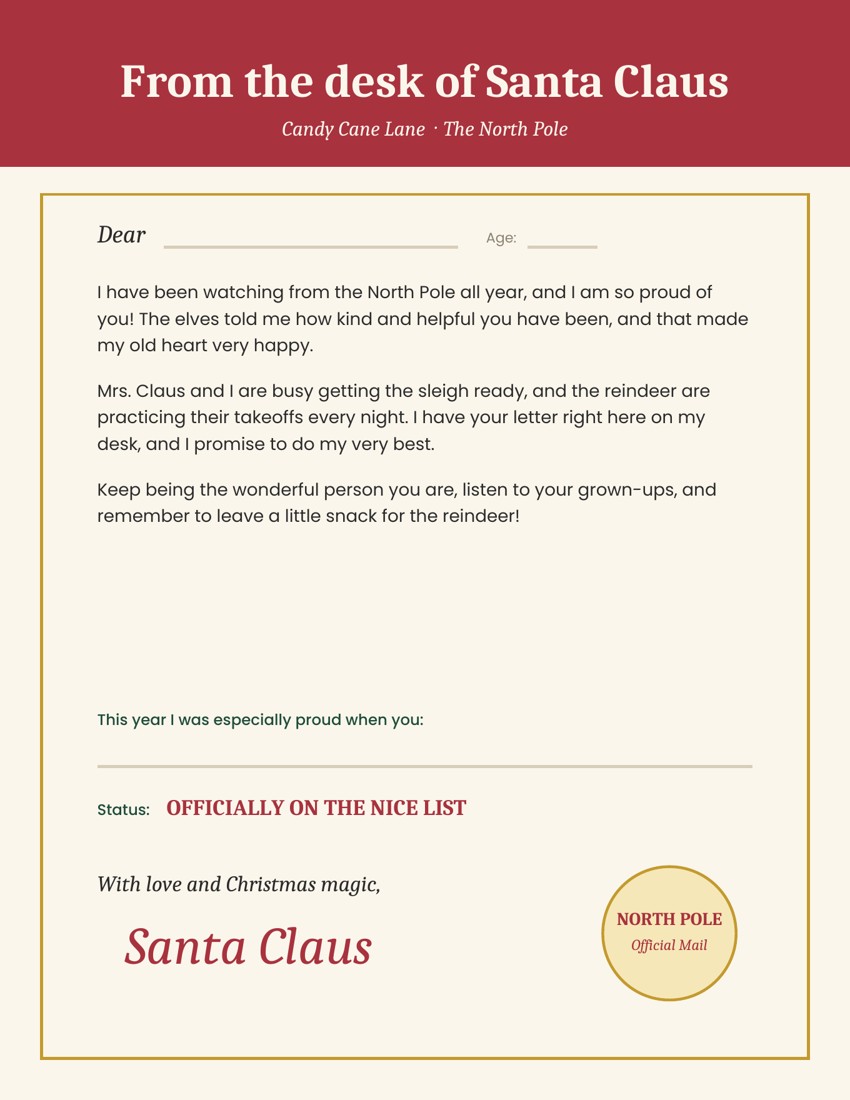 From the desk of Santa Claus
Candy Cane Lane · The North Pole
Dear
Age:
I have been watching from the North Pole all year, and I am so proud of
you! The elves told me how kind and helpful you have been, and that made
my old heart very happy.
Mrs. Claus and I are busy getting the sleigh ready, and the reindeer are
practicing their takeoffs every night. I have your letter right here on my
desk, and I promise to do my very best.
Keep being the wonderful person you are, listen to your grown-ups, and
remember to leave a little snack for the reindeer!
This year I was especially proud when you:
Status: OFFICIALLY ON THE NICE LIST
With love and Christmas magic,
Santa Claus
NORTH POLE
Official Mail